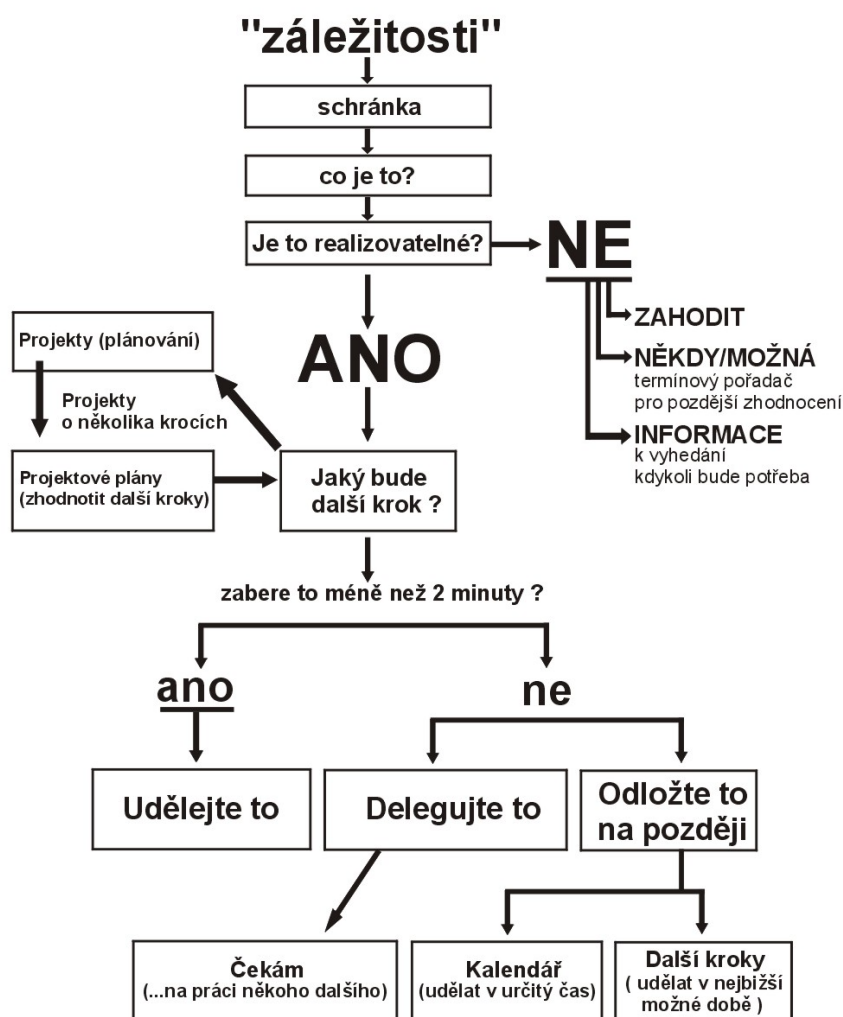 "záležitosti"
schránka
co je to?
Je to realizovatelné?
NE
ZAHODIT
NĚKDY/MOŽNÁ
termínový pořadač
pro pozdější zhodnocení
INFORMACE
k vyhedání
kdykoli bude potřeba
ANO
Projekty (plánování)
Projekty
o několika krocích
Projektové plány
(zhodnotit další kroky)
Jaký bude
další krok ?
zabere to méně než 2 minuty ?
ano
ne
Udělejte to
Delegujte to
Odložte to
na později
Čekám
(...na práci někoho dalšího)
Kalendář
(udělat v určitý čas)
Další kroky
( udělat v nejbižší
možné době )